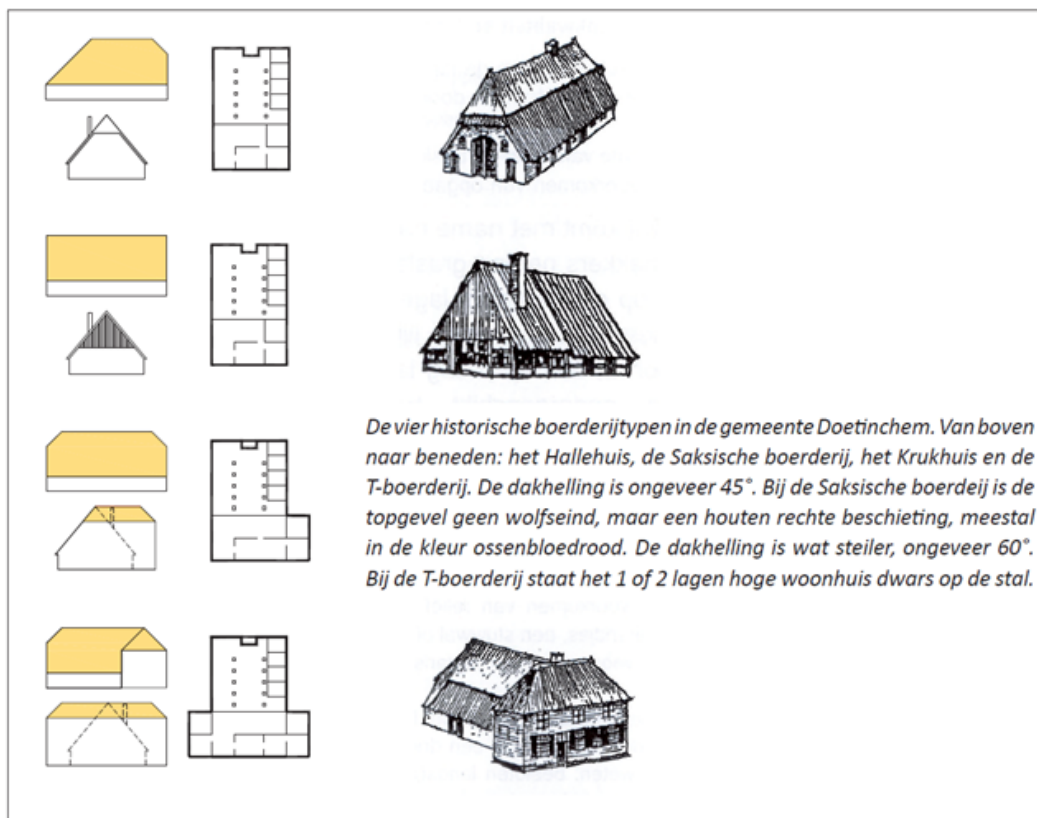 De vier historische boerderijtypen in de gemeente Doetinchem. Van boven
naar beneden: het Hallehuis, de Saksische boerderij, het Krukhuis en de
T-boerderij. De dakhelling is ongeveer 45°. Bij de Saksische boerdeij is de
topgevel geen wolfseind, maar een houten rechte beschieting, meestal
in de kleur ossenbloedrood. De dakhelling is wat steiler, ongeveer 60°.
Bij de T-boerderij staat het 1 of 2 lagen hoge woonhuis dwars op de stal.